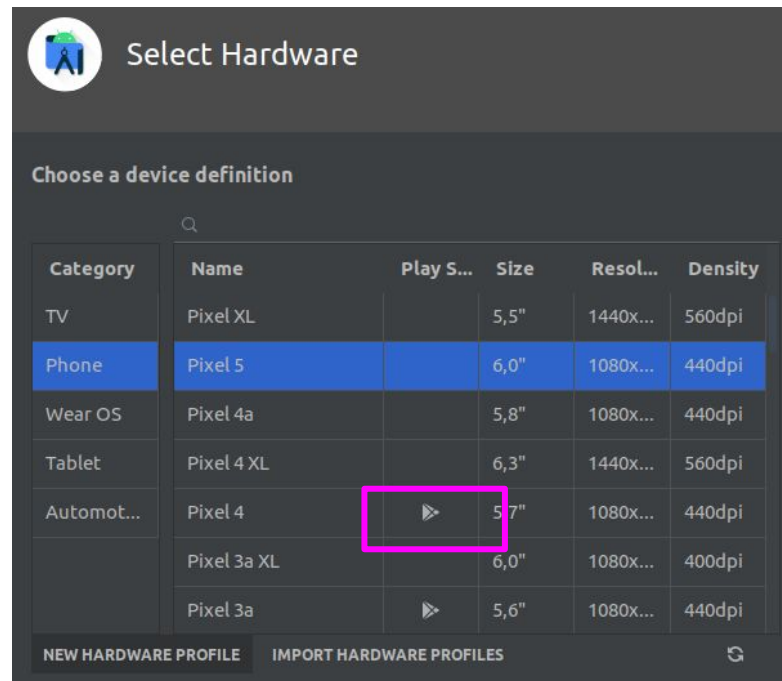 Select Hardware
Choose a device definition
Category Name Play S... Size Resol... Density
TV Pixel XL 5,5" 1440x... 560dpi
Phone Pixel 5 6,0" 1080x... 440dpi
Wear OS Pixel 4a 5,8" 1080x... 440dpi
Tablet Pixel 4 XL 6,3" 1440x... 560dpi
Automot... Pixel 4 5,7" 1080x... 440dpi
Pixel 3a XL 6,0" 1080x... 400dpi
Pixel 3a 5,6" 1080x... 440dpi
NEW HARDWARE PROFILE IMPORT HARDWARE PROFILES